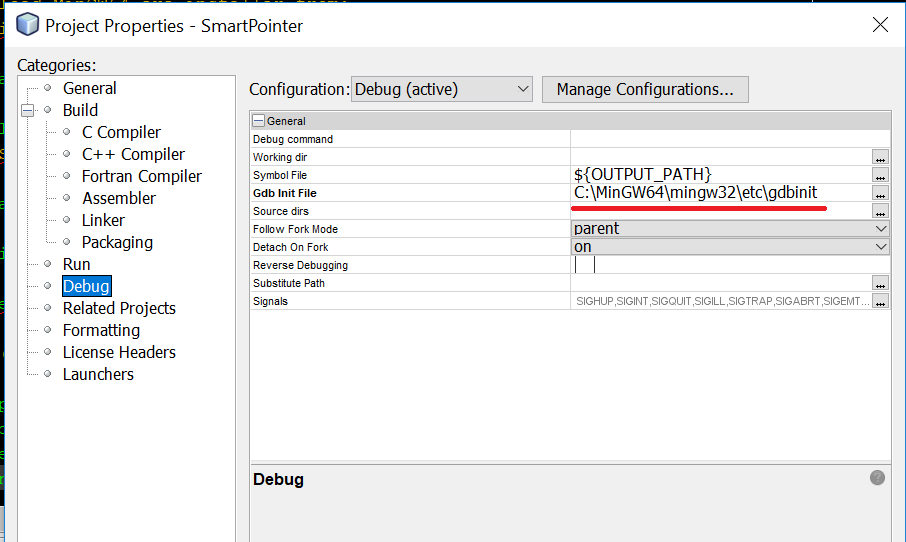 Project Properties - SmartPointer
Categories:
General
Build
C Compiler
C++ Compiler
Fortran Compiler
Assembler
Linker
Packaging
Run
Debug
Related Projects
Formatting
License Headers
Launchers
Configuration: Debug (active) Manage Configurations...
General
Debug command
Working dir ...
Symbol File ${OUTPUT_PATH} ...
Gdb Init File C:\MinGW64\mingw32\etc\gdbinit ...
Source dirs ...
Follow Fork Mode parent
Detach On Fork on
Reverse Debugging
Substitute Path ...
Signals SIGHUP,SIGINT,SIGQUIT,SIGILL,SIGTRAP,SIGABRT,SIGEMT... ...
Debug
?